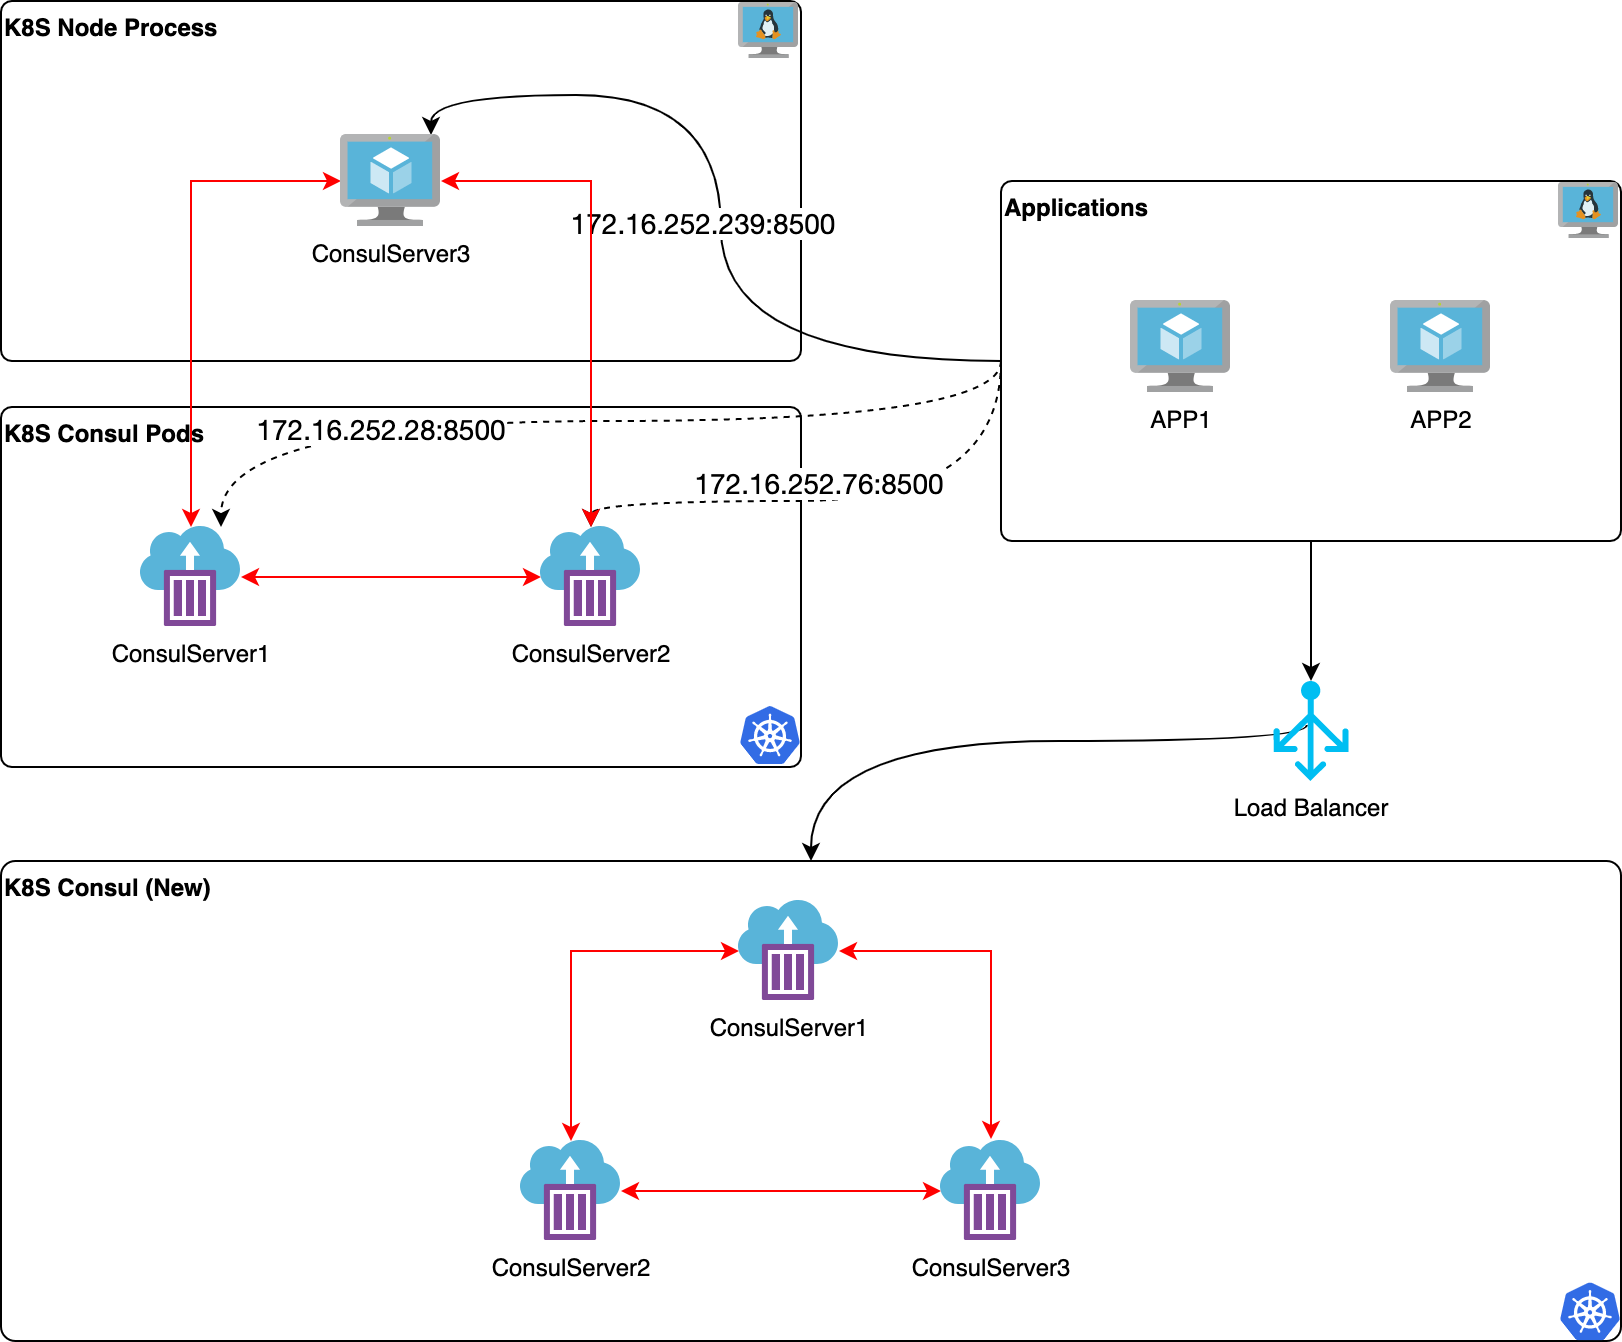 K8S Node Process
ConsulServer3
172.16.252.239:8500
Applications
APP1
APP2
K8S Consul Pods
172.16.252.28:8500
172.16.252.76:8500
ConsulServer1
ConsulServer2
Load Balancer
K8S Consul (New)
ConsulServer1
ConsulServer2
ConsulServer3